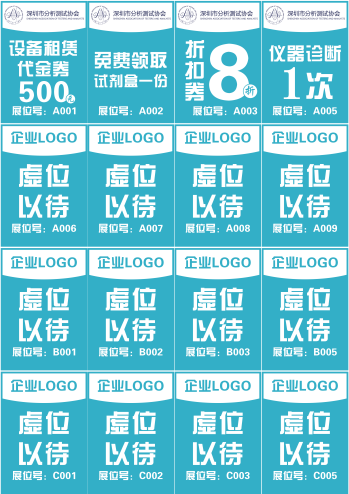 深圳市分析测试协会
设备租赁
代金券
500元
展位号：A001
深圳市分析测试协会
免费领取
试剂盒一份
展位号：A002
深圳市分析测试协会
折扣券
8折
展位号：A003
深圳市分析测试协会
仪器诊断
1次
展位号：A005
企业LOGO
虚位
以待
展位号：A006
企业LOGO
虚位
以待
展位号：A007
企业LOGO
虚位
以待
展位号：A008
企业LOGO
虚位
以待
展位号：A009
企业LOGO
虚位
以待
展位号：B001
企业LOGO
虚位
以待
展位号：B002
企业LOGO
虚位
以待
展位号：B003
企业LOGO
虚位
以待
展位号：B005
企业LOGO
虚位
以待
展位号：C001
企业LOGO
虚位
以待
展位号：C002
企业LOGO
虚位
以待
展位号：C003
企业LOGO
虚位
以待
展位号：C005